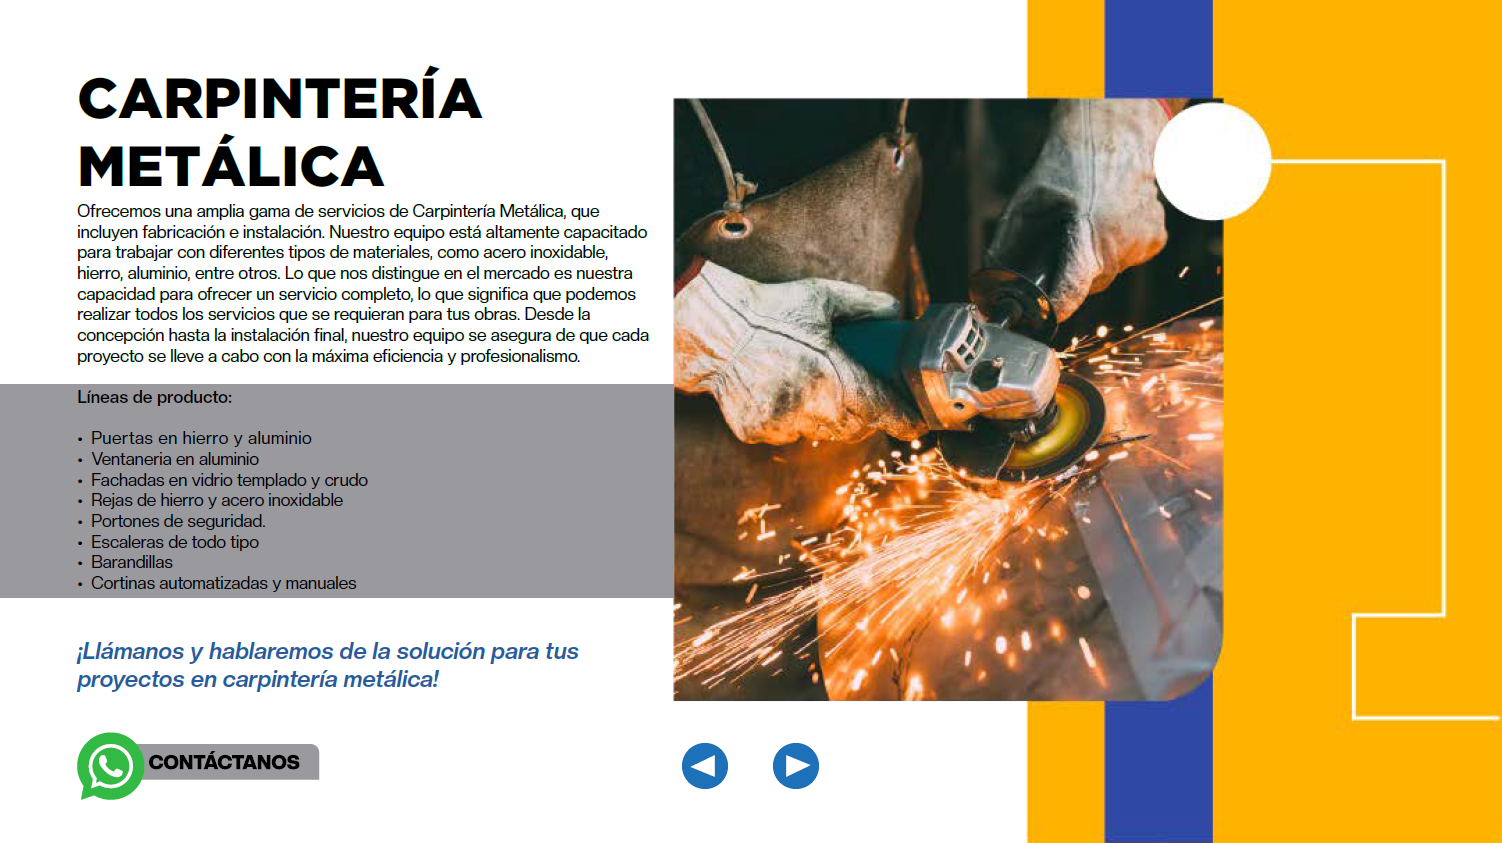 CARPINTERÍA
METÁLICA
Ofrecemos una amplia gama de servicios de Carpintería Metálica, que
incluyen fabricación e instalación. Nuestro equipo está altamente capacitado
para trabajar con diferentes tipos de materiales, como acero inoxidable,
hierro, aluminio, entre otros. Lo que nos distingue en el mercado es nuestra
capacidad para ofrecer un servicio completo, lo que significa que podemos
realizar todos los servicios que se requieran para tus obras. Desde la
concepción hasta la instalación final, nuestro equipo se asegura de que cada
proyecto se lleve a cabo con la máxima eficiencia y profesionalismo.
Líneas de producto:
• Puertas en hierro y aluminio
• Ventaneria en aluminio
• Fachadas en vidrio templado y crudo
• Rejas de hierro y acero inoxidable
• Portones de seguridad.
• Escaleras de todo tipo
• Barandillas
• Cortinas automatizadas y manuales
¡Llámanos y hablaremos de la solución para tus
proyectos en carpintería metálica!
CONTÁCTANOS